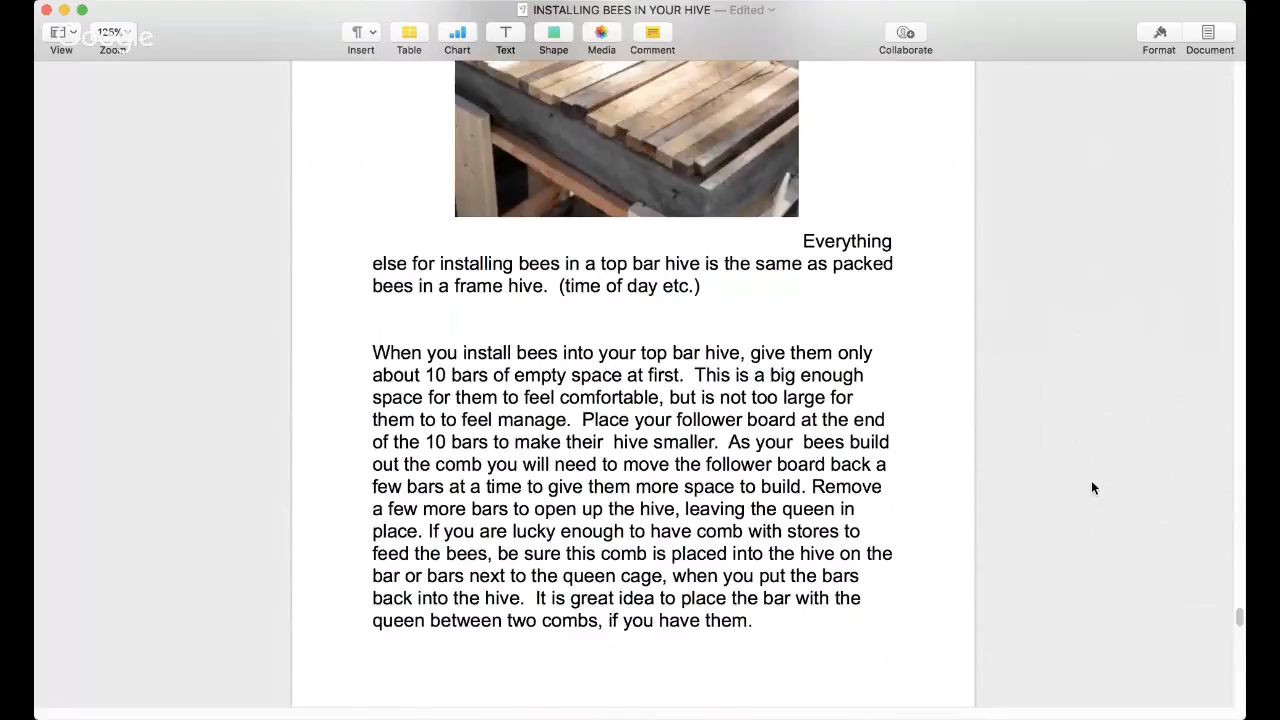 INSTALLING BEES IN YOUR HIVE — Edited
125%
Google
View
Zoom
Insert
Table
Chart
Text
Shape
Media
Comment
Collaborate
Format
Document
Everything
else for installing bees in a top bar hive is the same as packed
bees in a frame hive.  (time of day etc.)
When you install bees into your top bar hive, give them only
about 10 bars of empty space at first.  This is a big enough
space for them to feel comfortable, but is not too large for
them to to feel manage.  Place your follower board at the end
of the 10 bars to make their  hive smaller.  As your  bees build
out the comb you will need to move the follower board back a
few bars at a time to give them more space to build. Remove
a few more bars to open up the hive, leaving the queen in
place. If you are lucky enough to have comb with stores to
feed the bees, be sure this comb is placed into the hive on the
bar or bars next to the queen cage, when you put the bars
back into the hive.  It is great idea to place the bar with the
queen between two combs, if you have them.